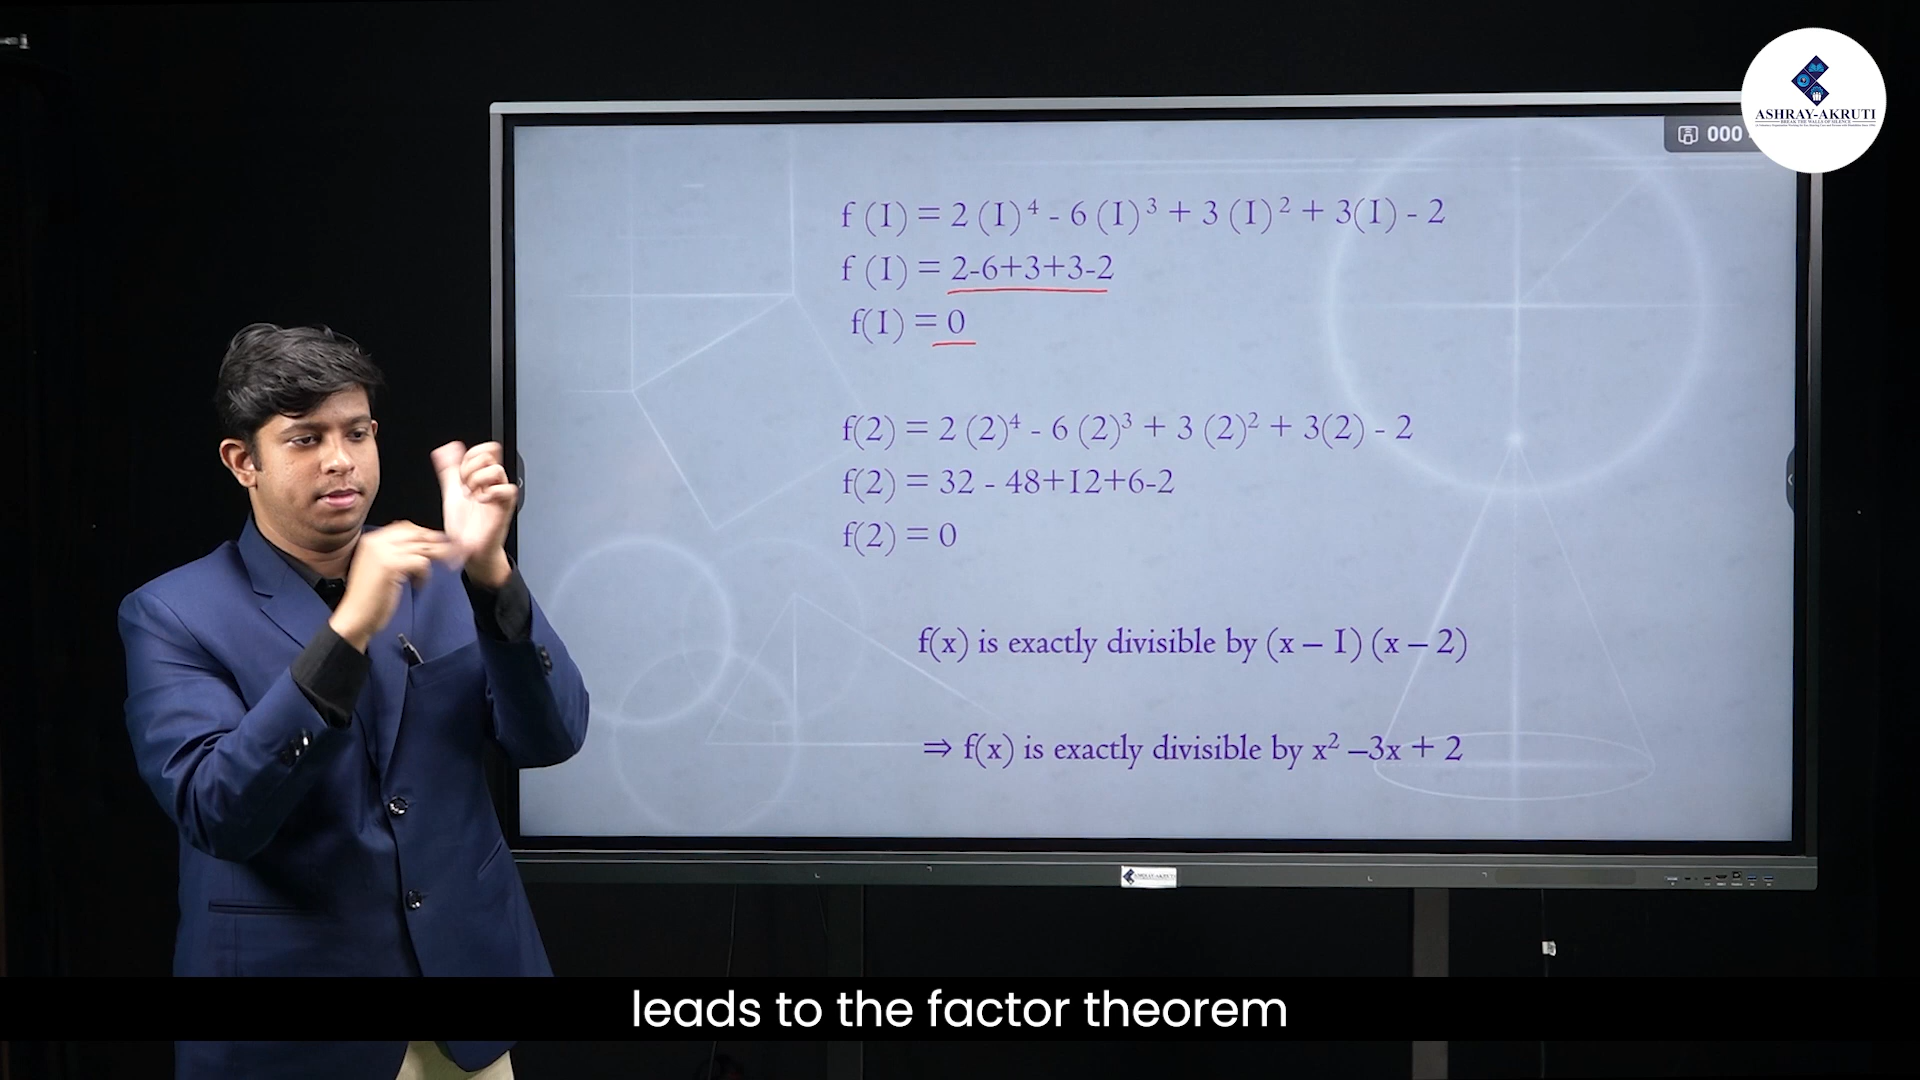 ASHRAY-AKRUTI
000
f (1) = 2 (1)⁴ - 6 (1)³ + 3 (1)² + 3(1) - 2
f (1) = 2-6+3+3-2
f(1) = 0
f(2) = 2 (2)⁴ - 6 (2)³ + 3 (2)² + 3(2) - 2
f(2) = 32 - 48+12+6-2
f(2) = 0
f(x) is exactly divisible by (x – 1) (x – 2)
⇒ f(x) is exactly divisible by x² –3x + 2
ASHRAY-AKRUTI
leads to the factor theorem